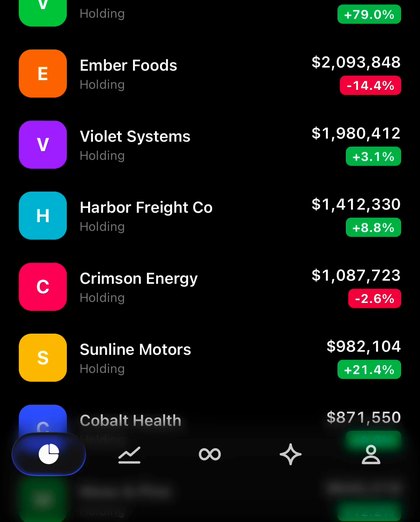 V
Holding
+79.0%
E
Ember Foods
$2,093,848
Holding
-14.4%
V
Violet Systems
$1,980,412
Holding
+3.1%
H
Harbor Freight Co
$1,412,330
Holding
+8.8%
C
Crimson Energy
$1,087,723
Holding
-2.6%
S
Sunline Motors
$982,104
Holding
+21.4%
C
Cobalt Health
$871,550
Holding